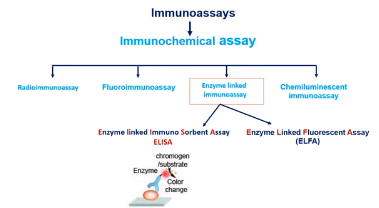 Immunoassays
Immunochemical assay
Radioimmunoassay
Fluoroimmunoassay
Enzyme linked
immunoassay
Chemiluminescent
immunoassay
Enzyme linked Immuno Sorbent Assay
ELISA
Enzyme Linked Fluorescent Assay
(ELFA)
chromogen
/substrate
Enzyme
Color
change